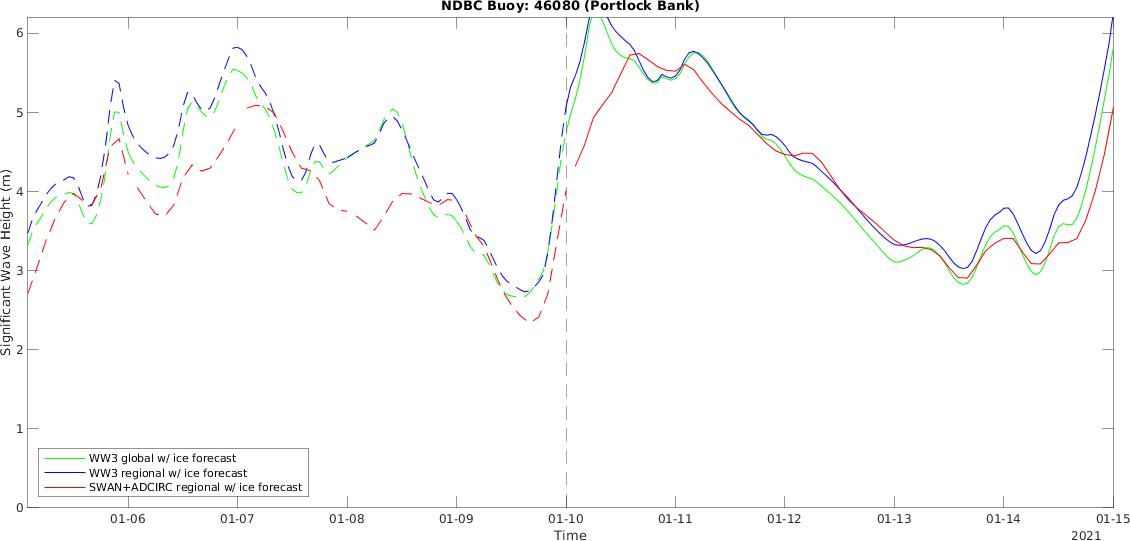 NDBC Buoy: 46080 (Portlock Bank)
6
5
4
3
2
1
0
Significant Wave Height (m)
WW3 global w/ ice forecast
WW3 regional w/ ice forecast
SWAN+ADCIRC regional w/ ice forecast
01-06 01-07 01-08 01-09 01-10 01-11 01-12 01-13 01-14 01-15
Time
2021